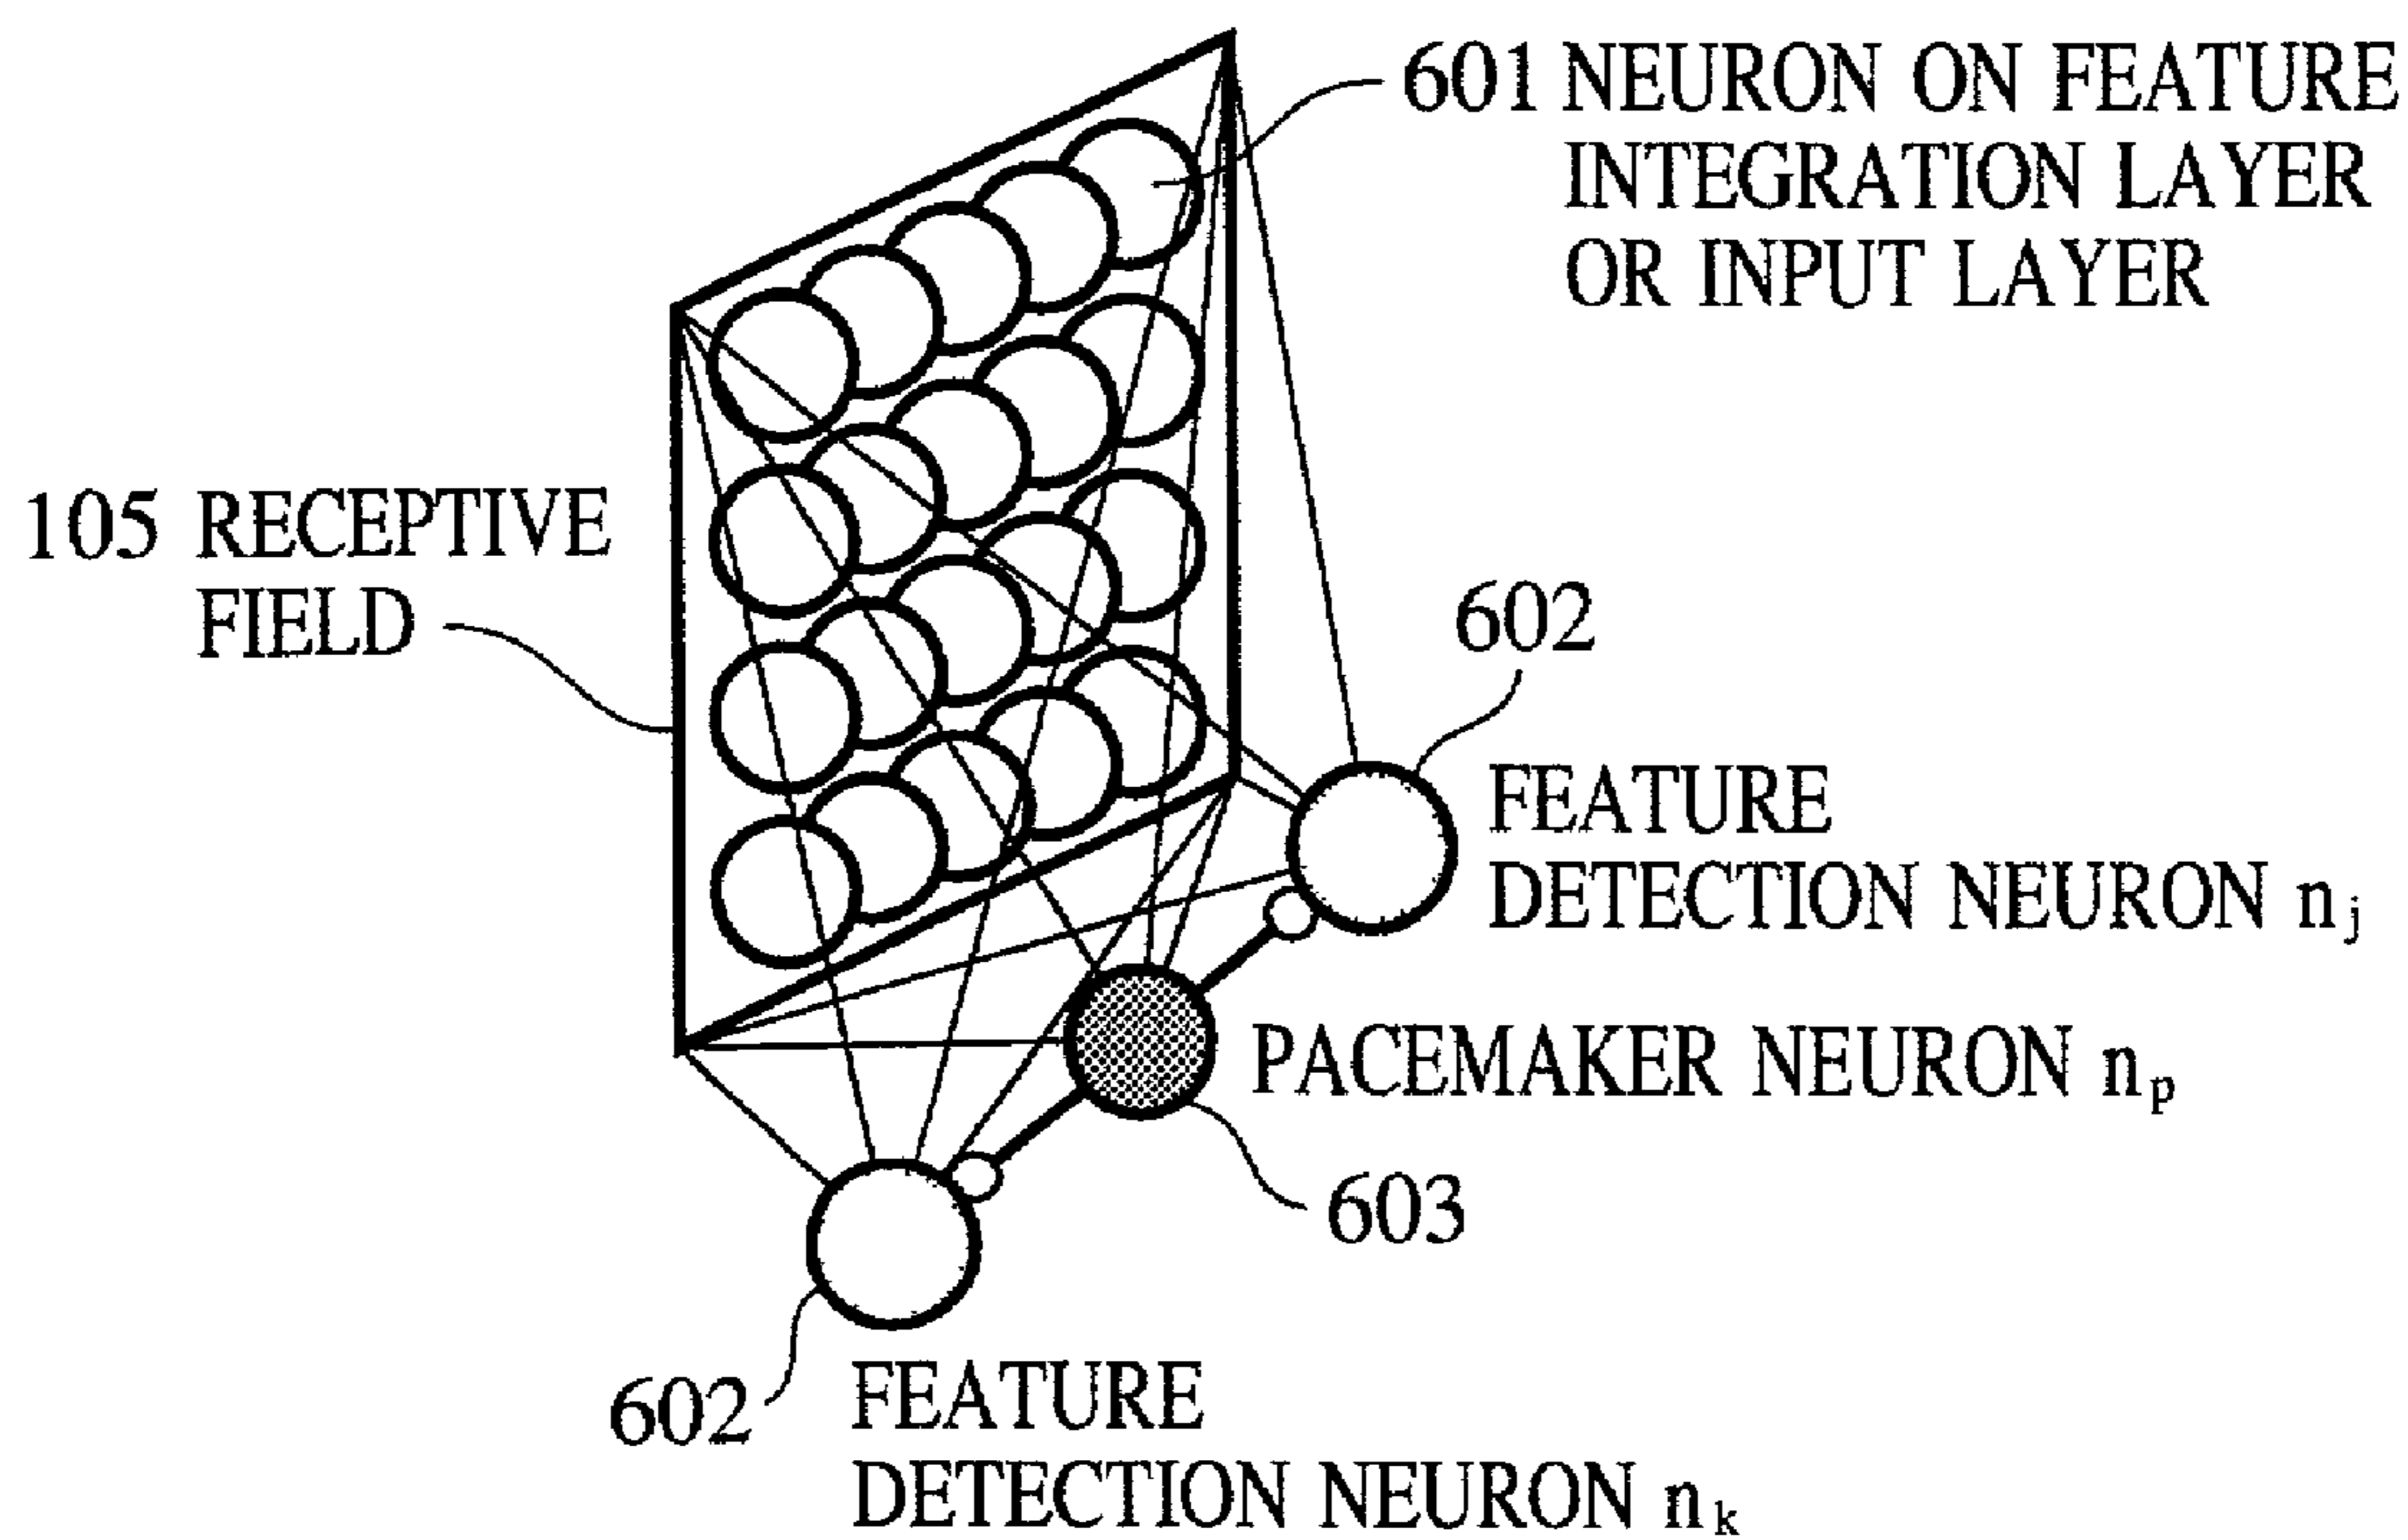 601 NEURON ON FEATURE
INTEGRATION LAYER
OR INPUT LAYER
105 RECEPTIVE
FIELD
602
FEATURE
DETECTION NEURON nj
PACEMAKER NEURON np
603
602
FEATURE
DETECTION NEURON nk